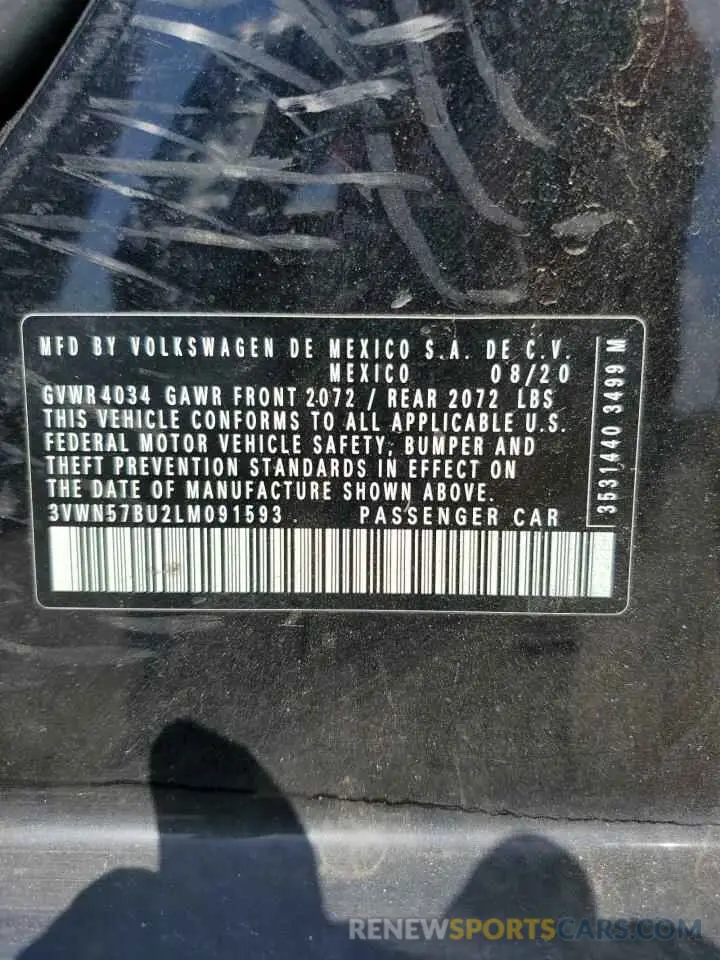 MFD BY VOLKSWAGEN DE MEXICO S.A. DE C.V.
MEXICO 08/20
GVWR 4034 GAWR FRONT 2072 / REAR 2072 LBS
THIS VEHICLE CONFORMS TO ALL APPLICABLE U.S.
FEDERAL MOTOR VEHICLE SAFETY, BUMPER AND
THEFT PREVENTION STANDARDS IN EFFECT ON
THE DATE OF MANUFACTURE SHOWN ABOVE.
3VWN57BU2LM091593 PASSENGER CAR
3531440 3499 M
RENEWSPORTSCARS.COM